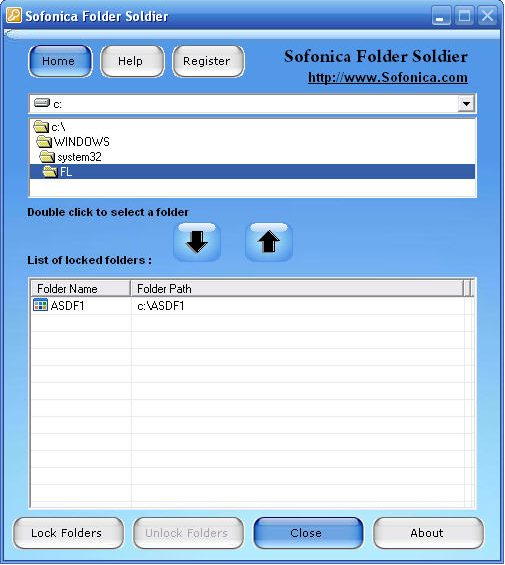 Sofonica Folder Soldier
Home Help Register
Sofonica Folder Soldier
http://www.Sofonica.com
c:
c:\
WINDOWS
system32
FL
Double click to select a folder
List of locked folders :
Folder Name Folder Path
ASDF1 c:\ASDF1
Lock Folders Unlock Folders Close About